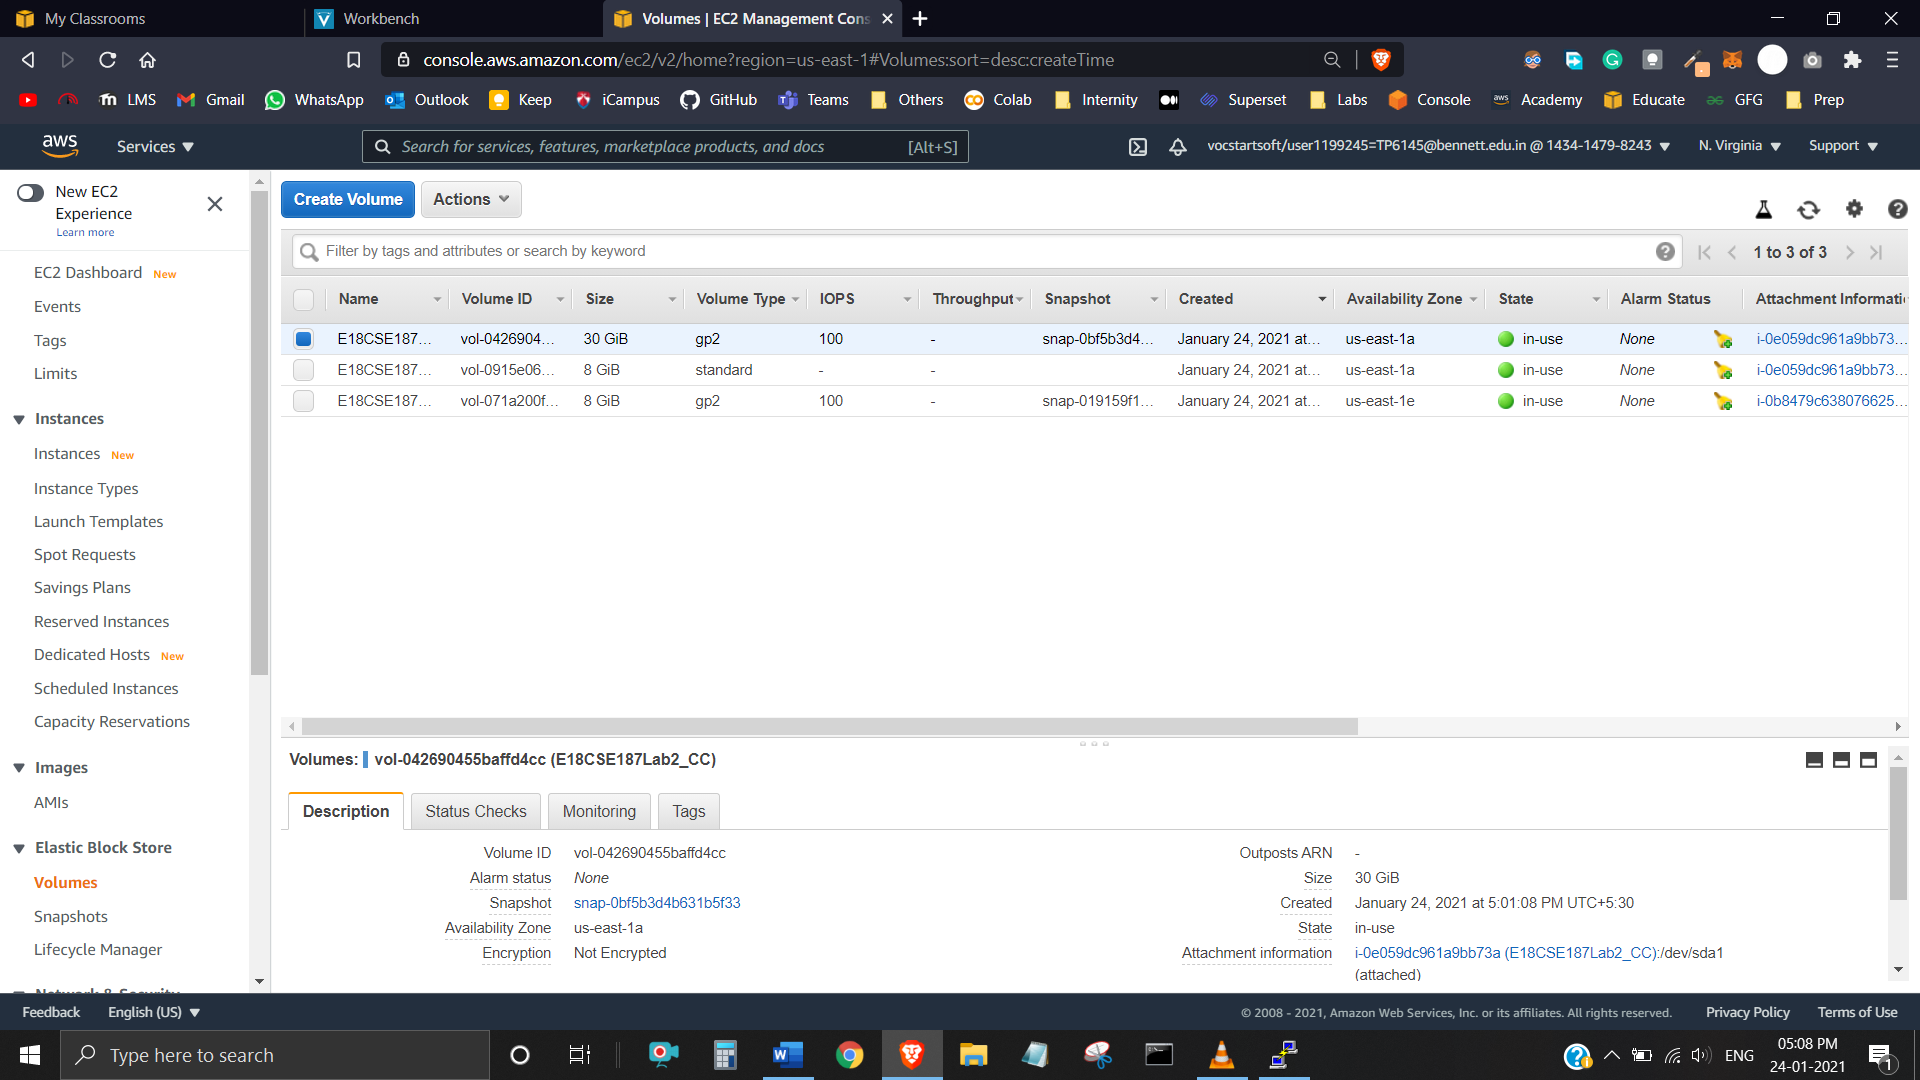 My Classrooms
Workbench
Volumes | EC2 Management Cons
console.aws.amazon.com/ec2/v2/home?region=us-east-1#Volumes:sort=desc:createTime
LMS Gmail WhatsApp Outlook Keep iCampus GitHub Teams Others Colab Internity Superset Labs Console Academy Educate GFG Prep
aws Services Search for services, features, marketplace products, and docs [Alt+S] vocstartsoft/user1199245=TP6145@bennett.edu.in @ 1434-1479-8243 N. Virginia Support
New EC2 Experience
Learn more
EC2 Dashboard New
Events
Tags
Limits
Instances
Instances New
Instance Types
Launch Templates
Spot Requests
Savings Plans
Reserved Instances
Dedicated Hosts New
Scheduled Instances
Capacity Reservations
Images
AMIs
Elastic Block Store
Volumes
Snapshots
Lifecycle Manager
Network & Security
Create Volume Actions
Filter by tags and attributes or search by keyword 1 to 3 of 3
Name Volume ID Size Volume Type IOPS Throughput Snapshot Created Availability Zone State Alarm Status Attachment Informati
E18CSE187... vol-0426904... 30 GiB gp2 100 - snap-0bf5b3d4... January 24, 2021 at... us-east-1a in-use None i-0e059dc961a9bb73...
E18CSE187... vol-0915e06... 8 GiB standard - - January 24, 2021 at... us-east-1a in-use None i-0e059dc961a9bb73...
E18CSE187... vol-071a200f... 8 GiB gp2 100 - snap-019159f1... January 24, 2021 at... us-east-1e in-use None i-0b8479c638076625...
Volumes: vol-042690455baffd4cc (E18CSE187Lab2_CC)
Description Status Checks Monitoring Tags
Volume ID vol-042690455baffd4cc
Alarm status None
Snapshot snap-0bf5b3d4b631b5f33
Availability Zone us-east-1a
Encryption Not Encrypted
Outposts ARN -
Size 30 GiB
Created January 24, 2021 at 5:01:08 PM UTC+5:30
State in-use
Attachment information i-0e059dc961a9bb73a (E18CSE187Lab2_CC):/dev/sda1
(attached)
Feedback English (US) © 2008 - 2021, Amazon Web Services, Inc. or its affiliates. All rights reserved. Privacy Policy Terms of Use
Type here to search
ENG
05:08 PM
24-01-2021
1